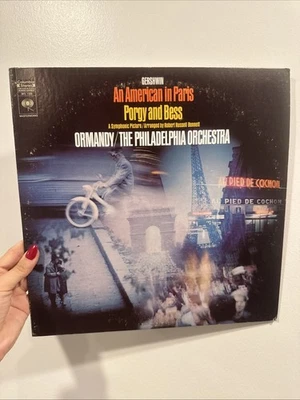 GERSHWIN
An American in Paris
Porgy and Bess
A Symphonic Picture/arranged by Robert Russell Bennett
ORMANDY/THE PHILADELPHIA ORCHESTRA
AU PIED DE COCHON
AU PIED DE COCHON